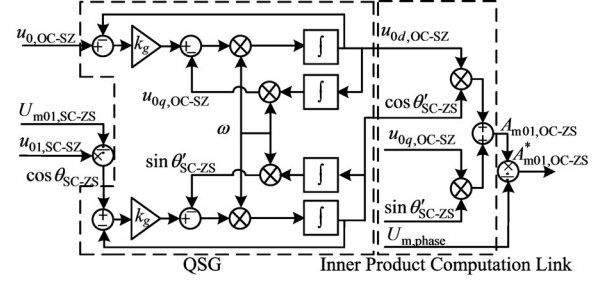 u0,OC-SZ
kg
∫
u0d,OC-SZ
u0q,OC-SZ
∫
cos θ′SC-ZS
Um01,SC-ZS
ω
u0q,OC-SZ
Am01,OC-ZS
u01,SC-SZ
sin θ′SC-ZS
A*m01,OC-ZS
cos θSC-ZS
∫
kg
∫
sin θ′SC-ZS
Um,phase
QSG
Inner Product Computation Link